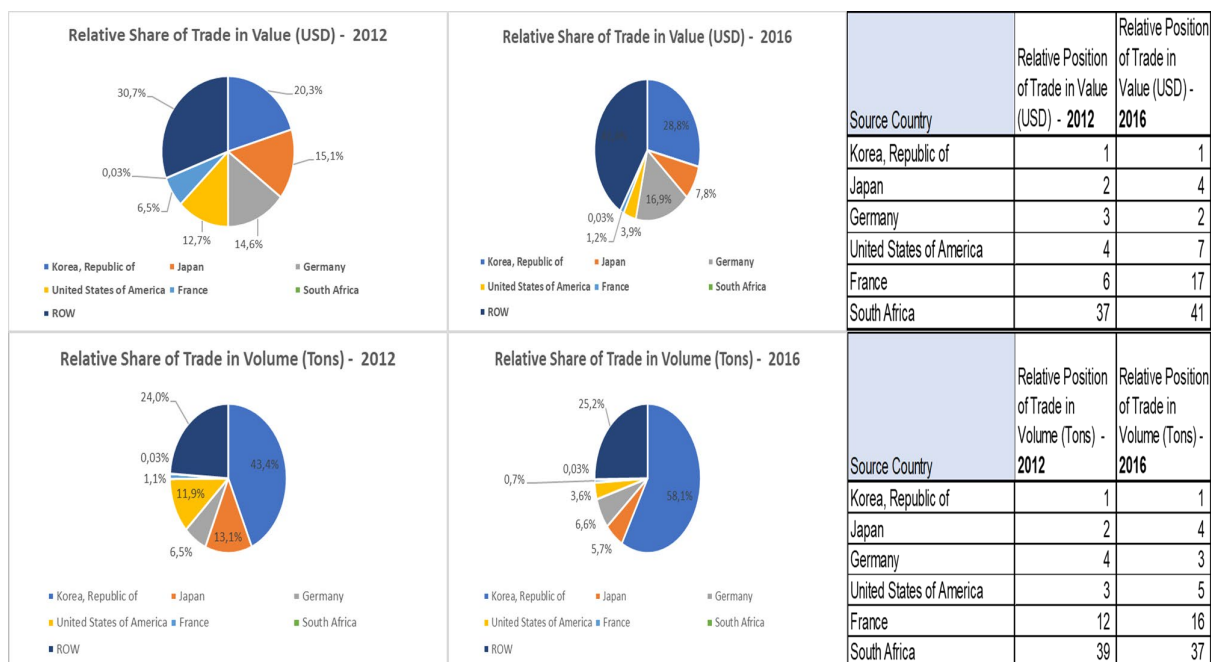 Relative Share of Trade in Value (USD) - 2012
30,7%
20,3%
15,1%
0,03%
6,5%
12,7%
14,6%
Korea, Republic of
Japan
Germany
United States of America
France
South Africa
ROW
Relative Share of Trade in Value (USD) - 2016
28,8%
7,8%
16,9%
0,03%
1,2%
3,9%
Korea, Republic of
Japan
Germany
United States of America
France
South Africa
ROW
Source Country
Relative Position
of Trade in Value
(USD) - 2012
Relative Position
of Trade in
Value (USD) -
2016
Korea, Republic of 1 1
Japan 2 4
Germany 3 2
United States of America 4 7
France 6 17
South Africa 37 41
Relative Share of Trade in Volume (Tons) - 2012
24,0%
43,4%
0,03%
1,1%
11,9%
6,5%
13,1%
Korea, Republic of
Japan
Germany
United States of America
France
South Africa
ROW
Relative Share of Trade in Volume (Tons) - 2016
25,2%
0,03%
0,7%
3,6%
58,1%
6,6%
5,7%
Korea, Republic of
Japan
Germany
United States of America
France
South Africa
ROW
Source Country
Relative Position
of Trade in
Volume (Tons) -
2012
Relative Position
of Trade in
Volume (Tons) -
2016
Korea, Republic of 1 1
Japan 2 4
Germany 4 3
United States of America 3 5
France 12 16
South Africa 39 37